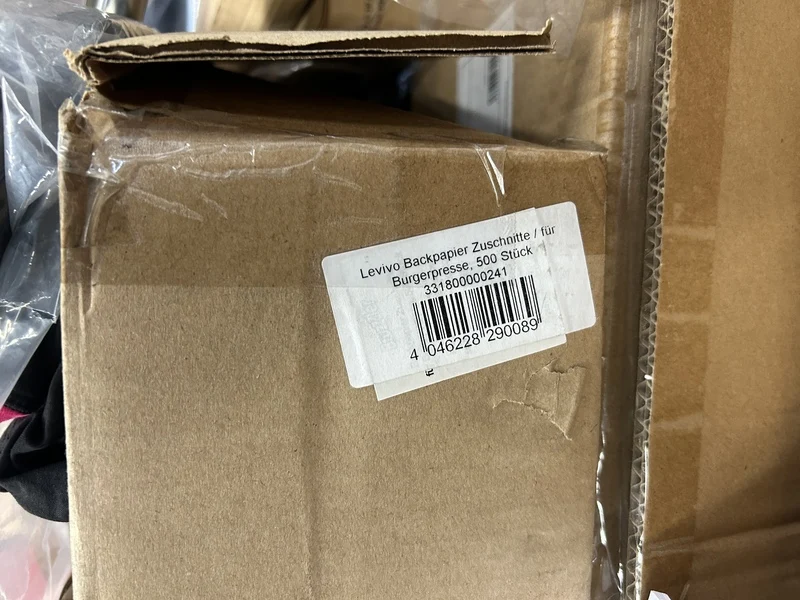 Levivo Backpapier Zuschnitte / für
Burgerpresse, 500 Stück
331800000241
4 046228 290089